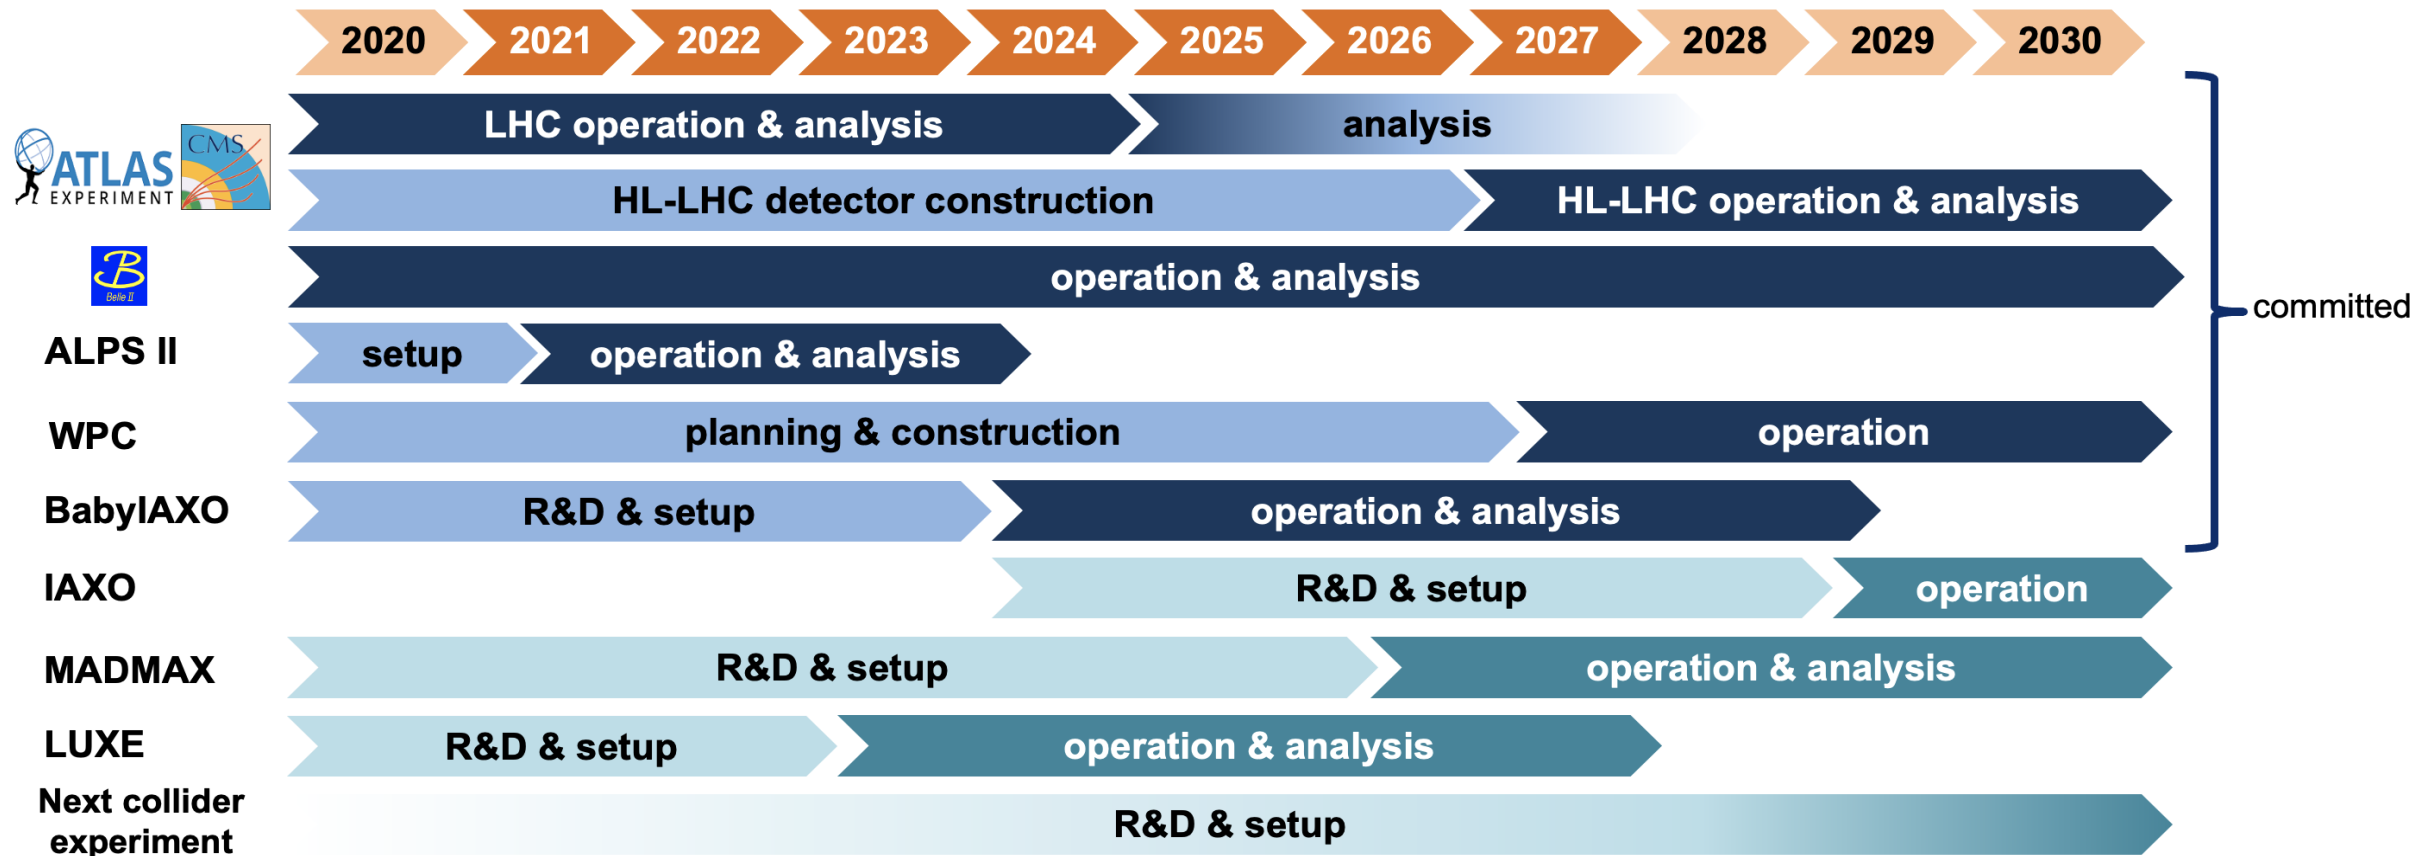 2020 2021 2022 2023 2024 2025 2026 2027 2028 2029 2030
LHC operation & analysis analysis
ATLAS
EXPERIMENT
CMS
HL-LHC detector construction HL-LHC operation & analysis
B
Belle II
operation & analysis
committed
ALPS II setup operation & analysis
WPC planning & construction operation
BabyIAXO R&D & setup operation & analysis
IAXO R&D & setup operation
MADMAX R&D & setup operation & analysis
LUXE R&D & setup operation & analysis
Next collider
experiment
R&D & setup